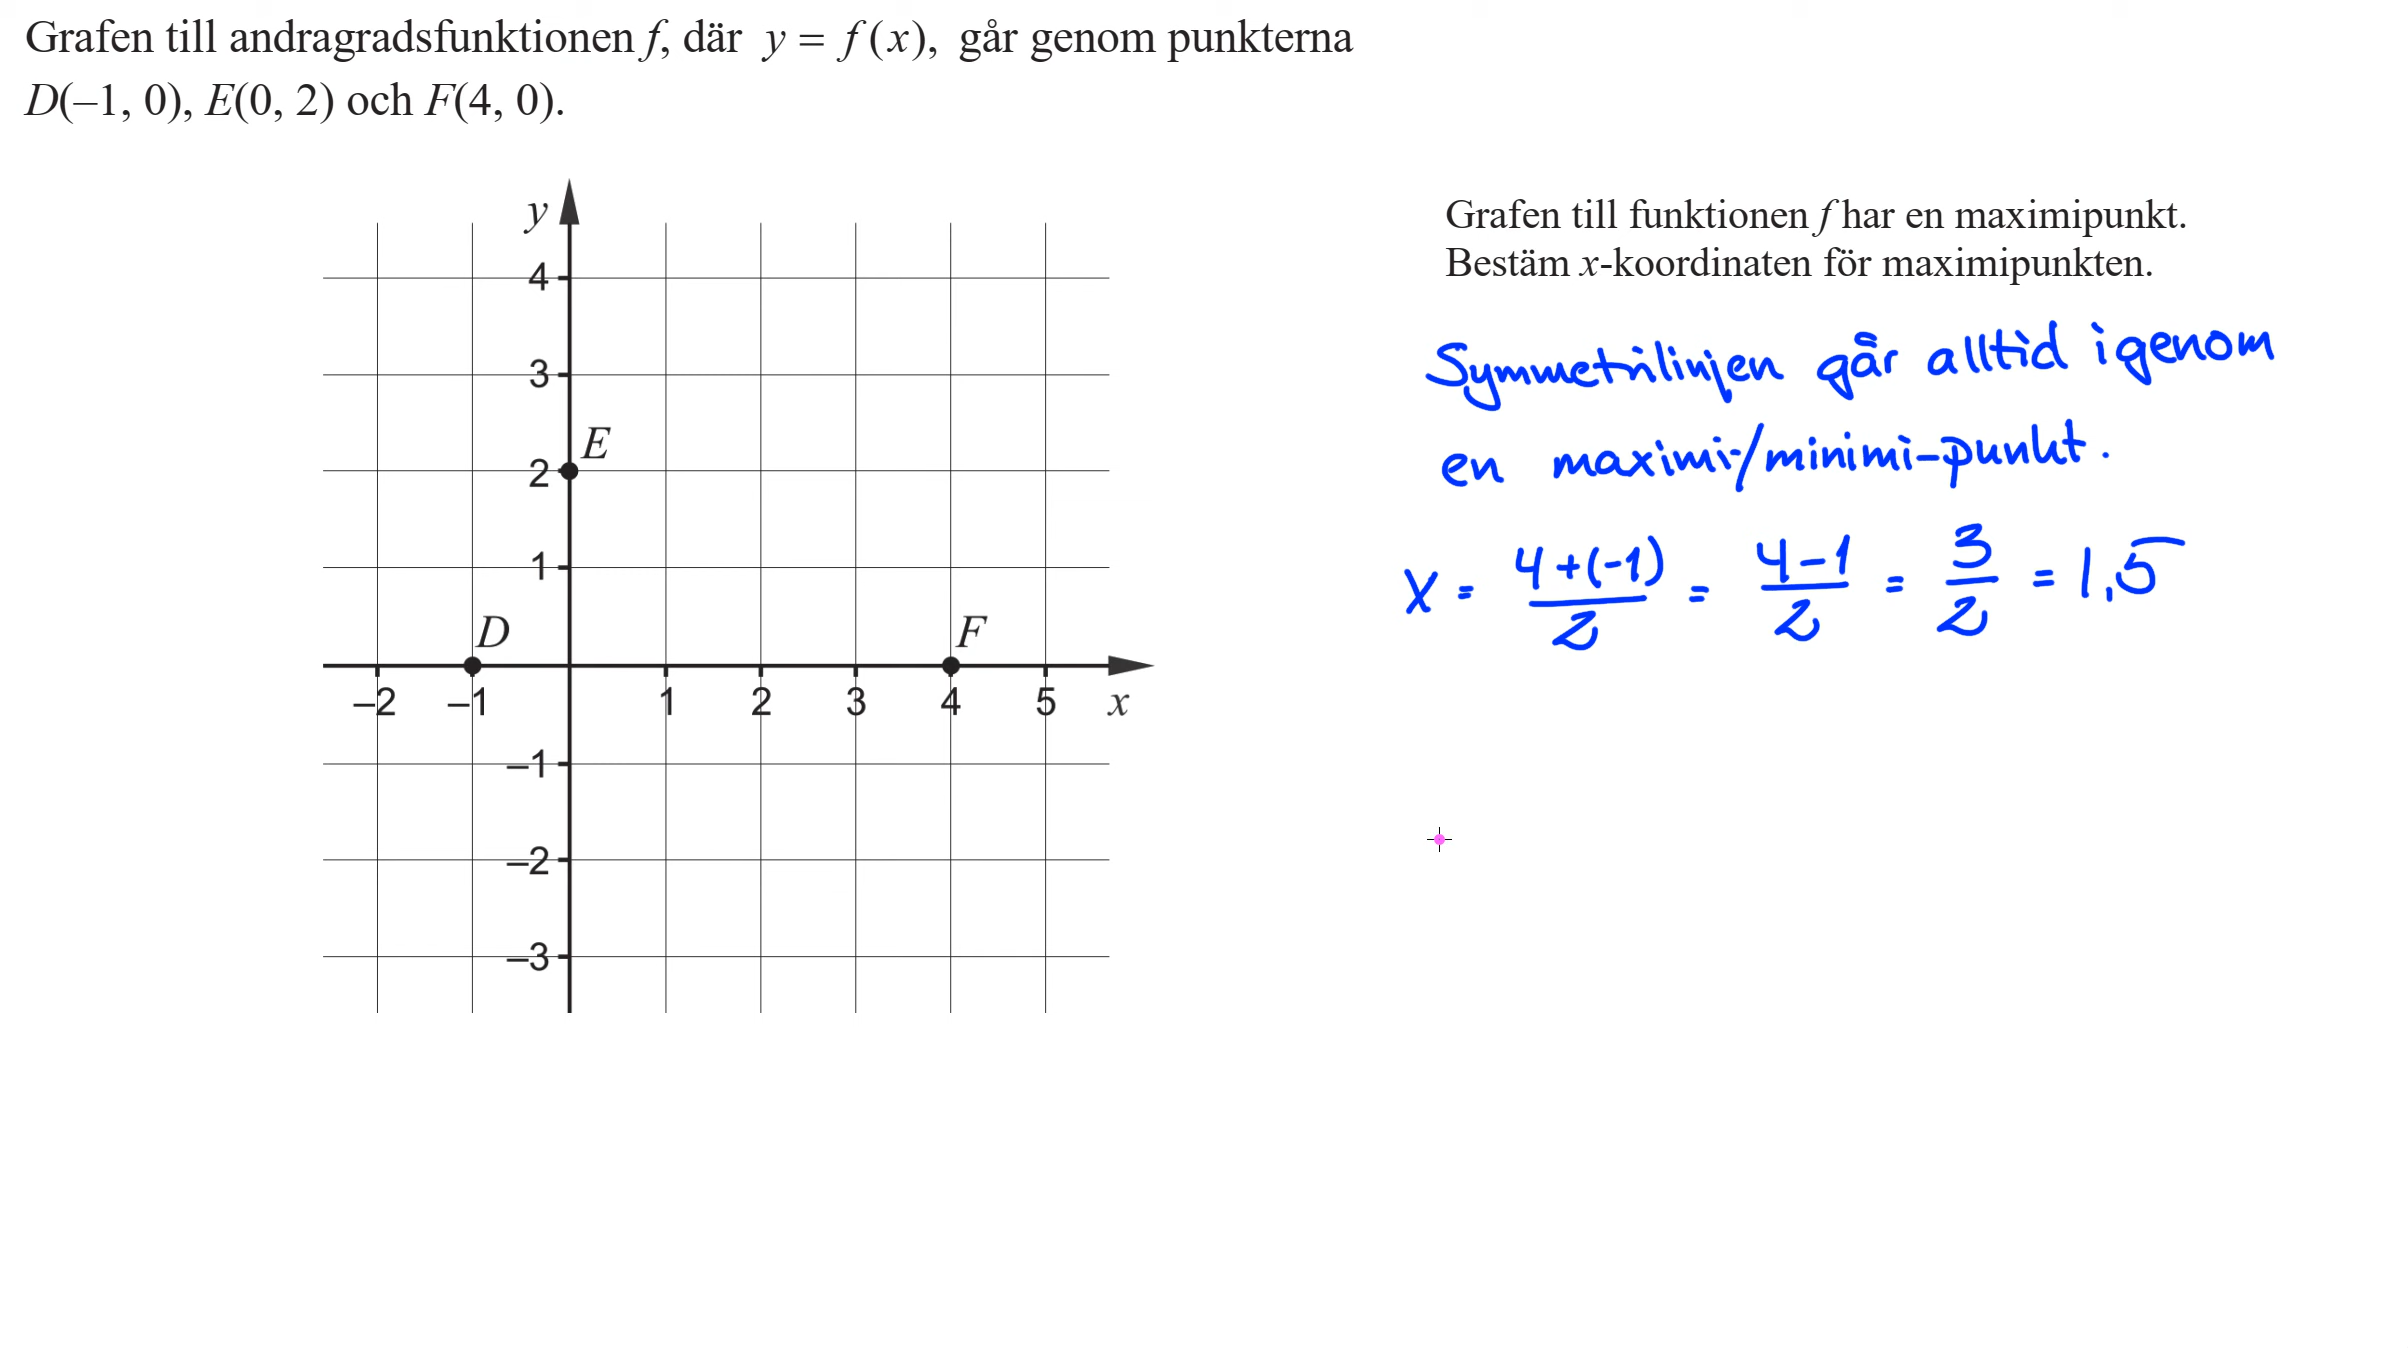 Grafen till andragradsfunktionen f, där y = f(x), går genom punkterna
D(–1, 0), E(0, 2) och F(4, 0).
Grafen till funktionen f har en maximipunkt.
Bestäm x-koordinaten för maximipunkten.
Symmetrilinjen går alltid igenom
en maximi-/minimi-punkt.
x = (4+(-1))/2 = (4-1)/2 = 3/2 = 1,5
y
4
3
E
2
1
D
F
–2 –1 1 2 3 4 5 x
–1
–2
–3